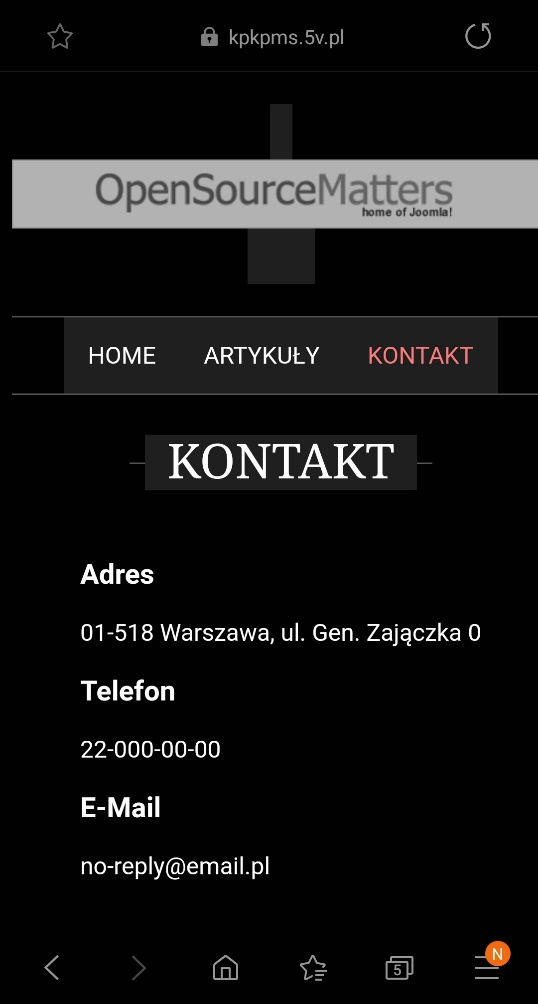 kpkpms.5v.pl
OpenSourceMatters
home of Joomla!
HOME ARTYKUŁY KONTAKT
KONTAKT
Adres
01-518 Warszawa, ul. Gen. Zajączka 0
Telefon
22-000-00-00
E-Mail
no-reply@email.pl
5
N